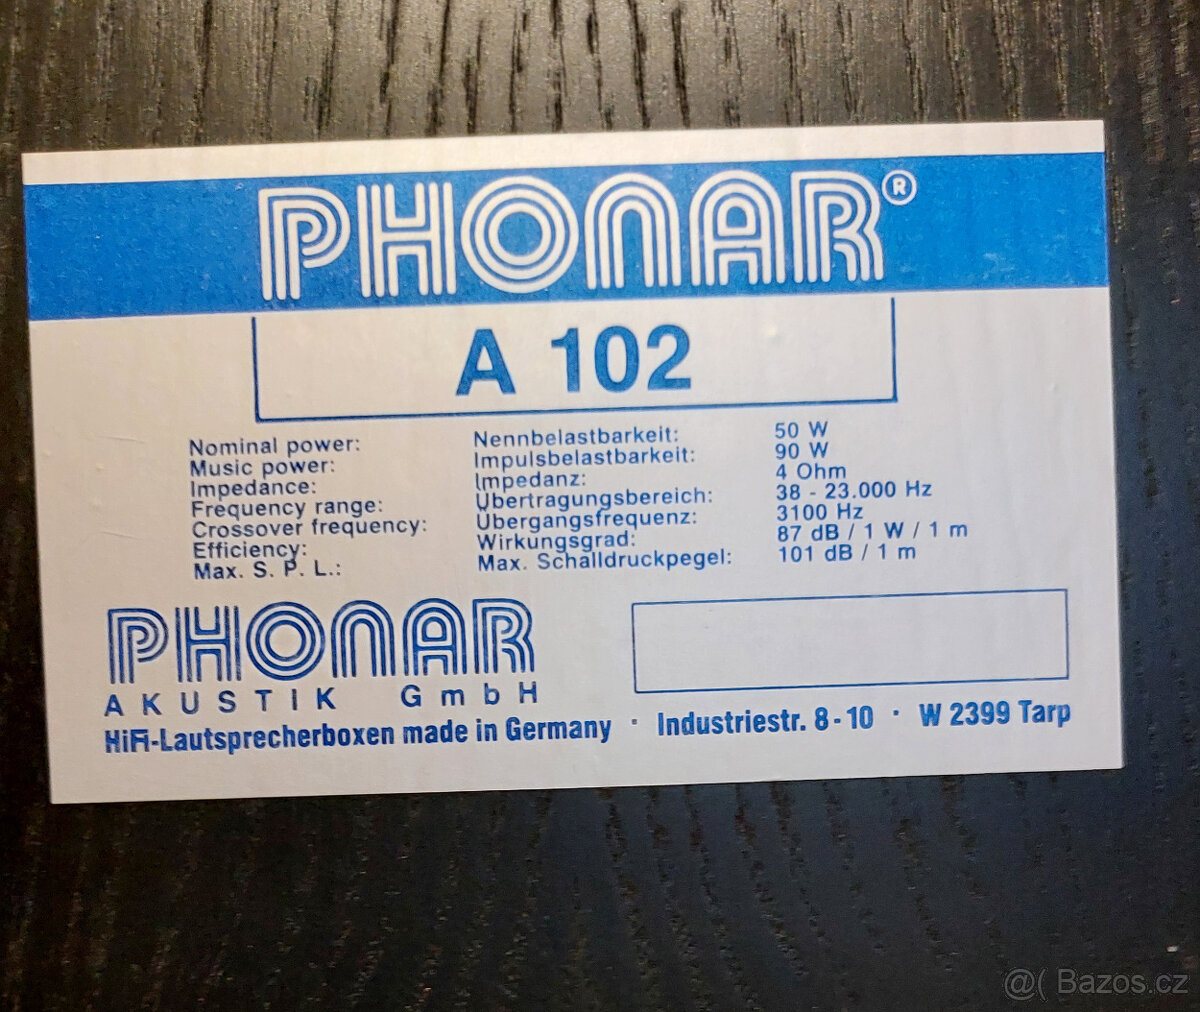 PHONAR®
A 102
Nominal power: Nennbelastbarkeit: 50 W
Music power: Impulsbelastbarkeit: 90 W
Impedance: Impedanz: 4 Ohm
Frequency range: Übertragungsbereich: 38 - 23.000 Hz
Crossover frequency: Übergangsfrequenz: 3100 Hz
Efficiency: Wirkungsgrad: 87 dB / 1 W / 1 m
Max. S. P. L.: Max. Schalldruckpegel: 101 dB / 1 m
PHONAR
AKUSTIK GmbH
HiFi-Lautsprecherboxen made in Germany · Industriestr. 8-10 · W 2399 Tarp
@( Bazos.cz